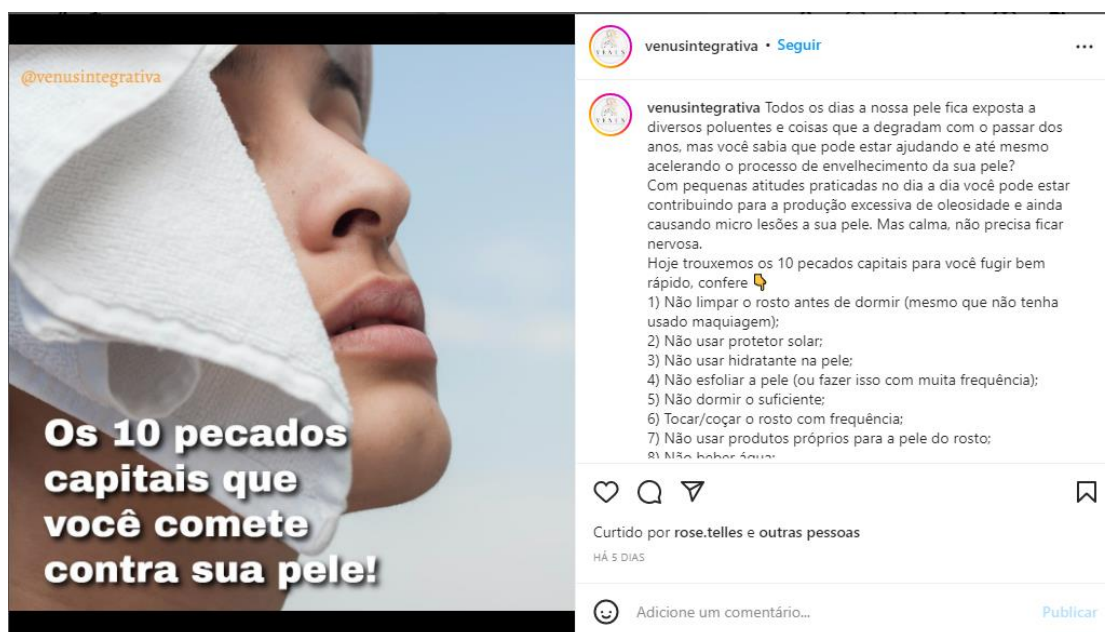 @venusintegrativa
Os 10 pecados
capitais que
você comete
contra sua pele!
venusintegrativa • Seguir
venusintegrativa Todos os dias a nossa pele fica exposta a
diversos poluentes e coisas que a degradam com o passar dos
anos, mas você sabia que pode estar ajudando e até mesmo
acelerando o processo de envelhecimento da sua pele?
Com pequenas atitudes praticadas no dia a dia você pode estar
contribuindo para a produção excessiva de oleosidade e ainda
causando micro lesões a sua pele. Mas calma, não precisa ficar
nervosa.
Hoje trouxemos os 10 pecados capitais para você fugir bem
rápido, confere 👇
1) Não limpar o rosto antes de dormir (mesmo que não tenha
usado maquiagem);
2) Não usar protetor solar;
3) Não usar hidratante na pele;
4) Não esfoliar a pele (ou fazer isso com muita frequência);
5) Não dormir o suficiente;
6) Tocar/coçar o rosto com frequência;
7) Não usar produtos próprios para a pele do rosto;
8) Não beber água;
Curtido por rose.telles e outras pessoas
HÁ 5 DIAS
Adicione um comentário... Publicar